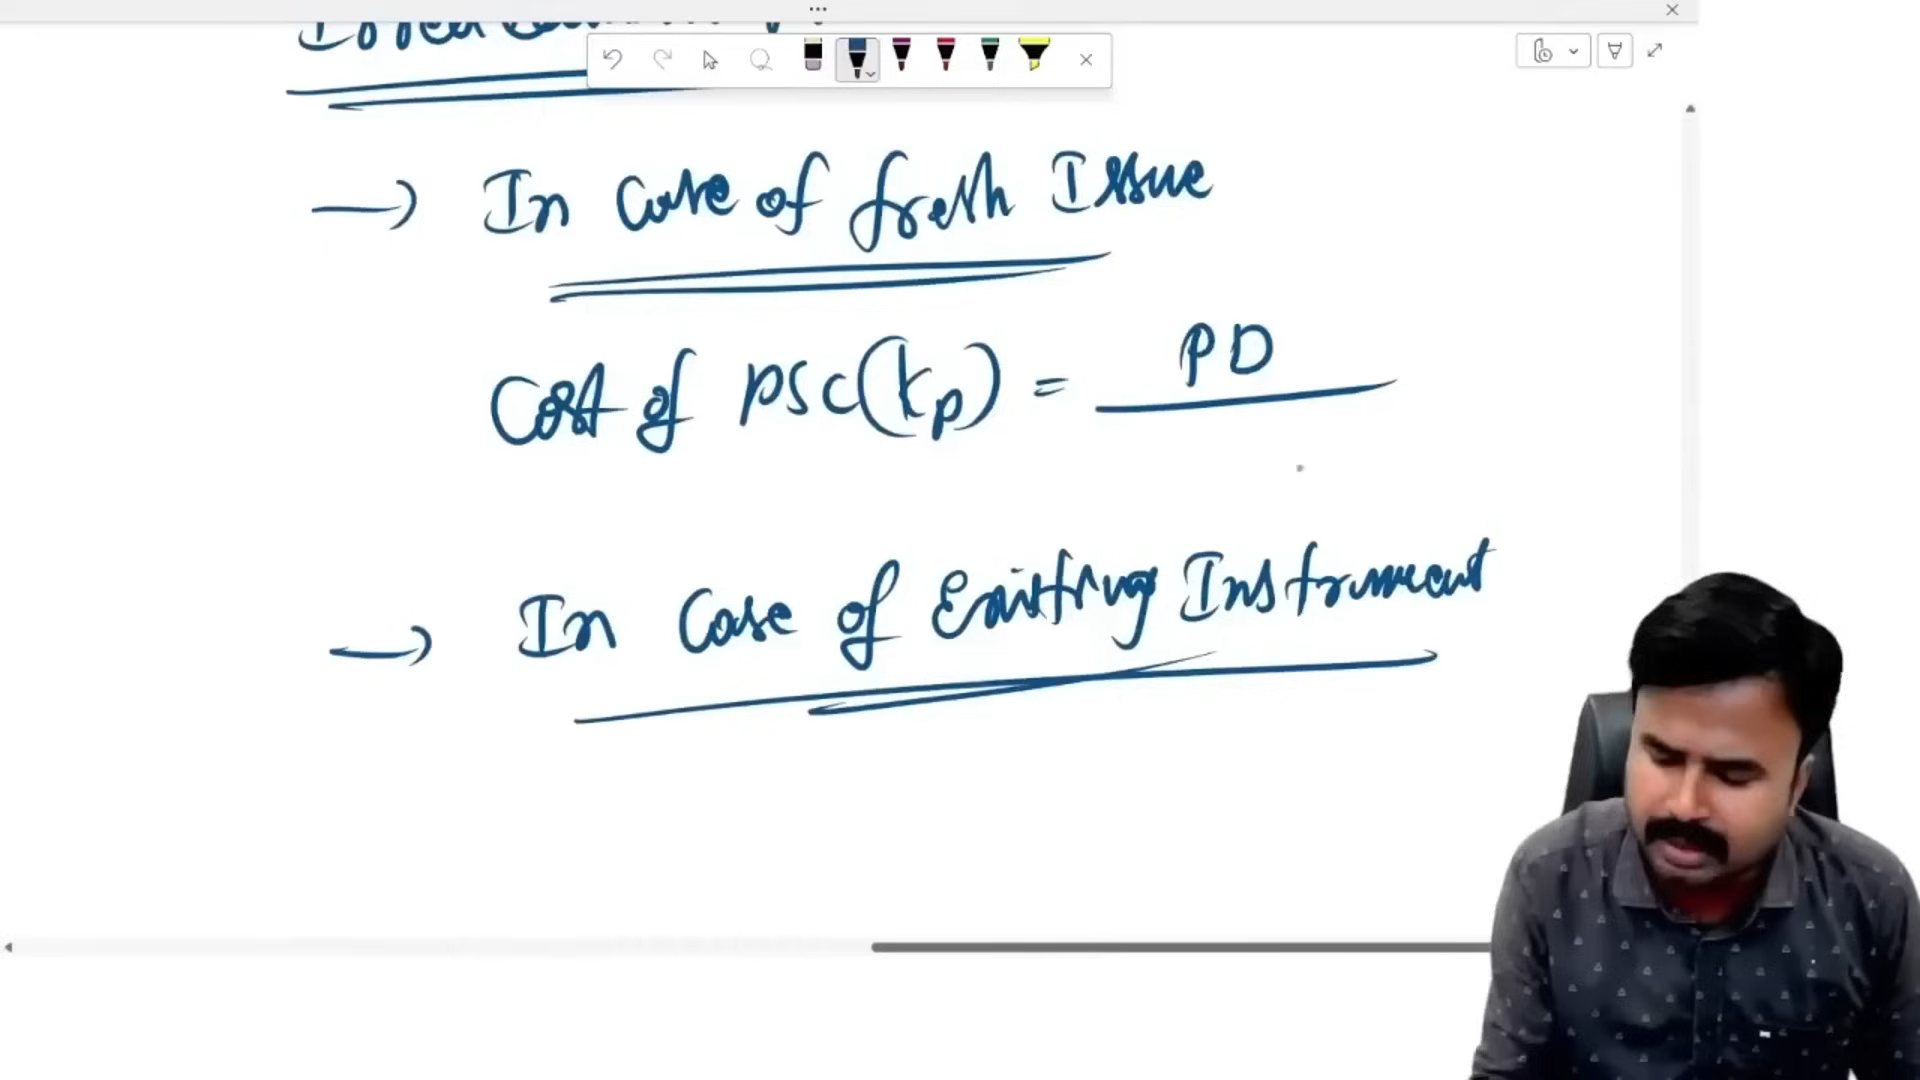 → In Case of fresh Issue
Cost of PSC (Kp) = PD
→ In Case of Existing Instrument